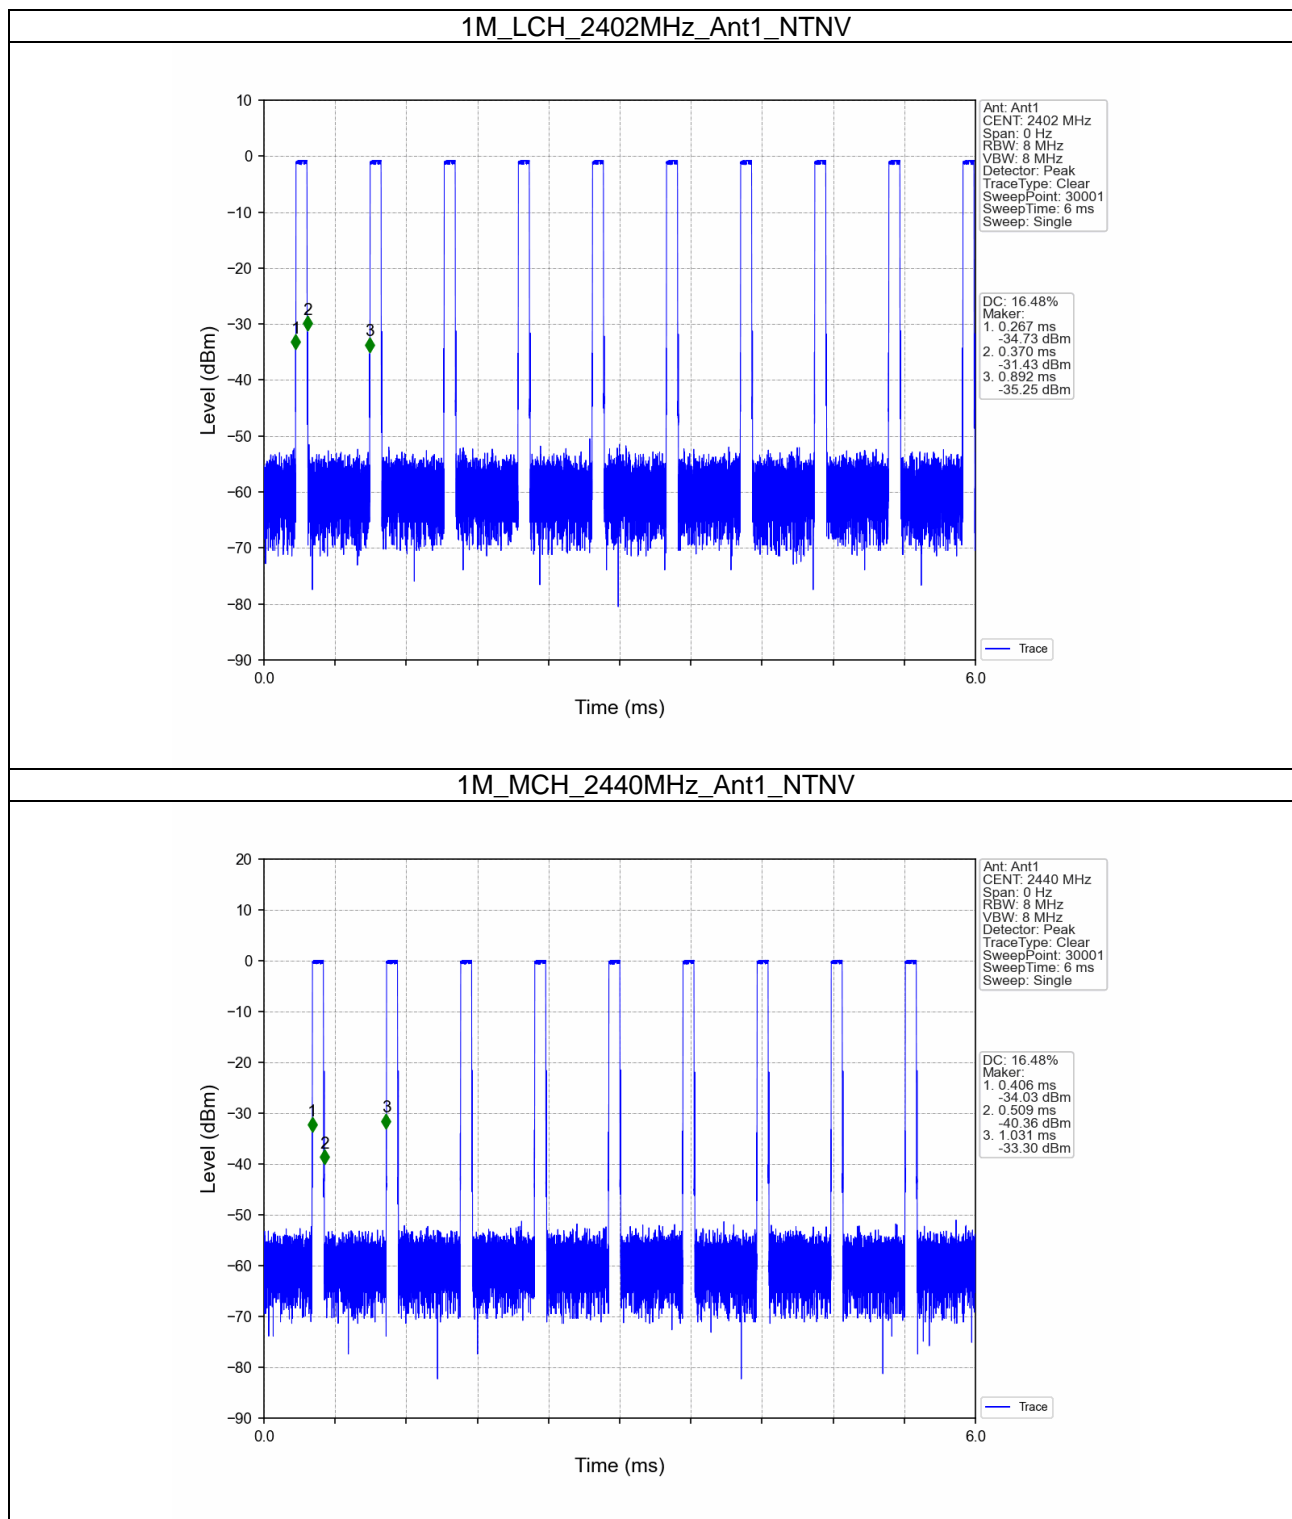 1M_LCH_2402MHz_Ant1_NTNV
10
0
−10
−20
−30
−40
−50
−60
−70
−80
−90
Level (dBm)
1
2
3
0.0
6.0
Time (ms)
Ant: Ant1
CENT: 2402 MHz
Span: 0 Hz
RBW: 8 MHz
VBW: 8 MHz
Detector: Peak
TraceType: Clear
SweepPoint: 30001
SweepTime: 6 ms
Sweep: Single
DC: 16.48%
Maker:
1. 0.267 ms
-34.73 dBm
2. 0.370 ms
-31.43 dBm
3. 0.892 ms
-35.25 dBm
Trace
1M_MCH_2440MHz_Ant1_NTNV
20
10
0
−10
−20
−30
−40
−50
−60
−70
−80
−90
Level (dBm)
1
2
3
0.0
6.0
Time (ms)
Ant: Ant1
CENT: 2440 MHz
Span: 0 Hz
RBW: 8 MHz
VBW: 8 MHz
Detector: Peak
TraceType: Clear
SweepPoint: 30001
SweepTime: 6 ms
Sweep: Single
DC: 16.48%
Maker:
1. 0.406 ms
-34.03 dBm
2. 0.509 ms
-40.36 dBm
3. 1.031 ms
-33.30 dBm
Trace